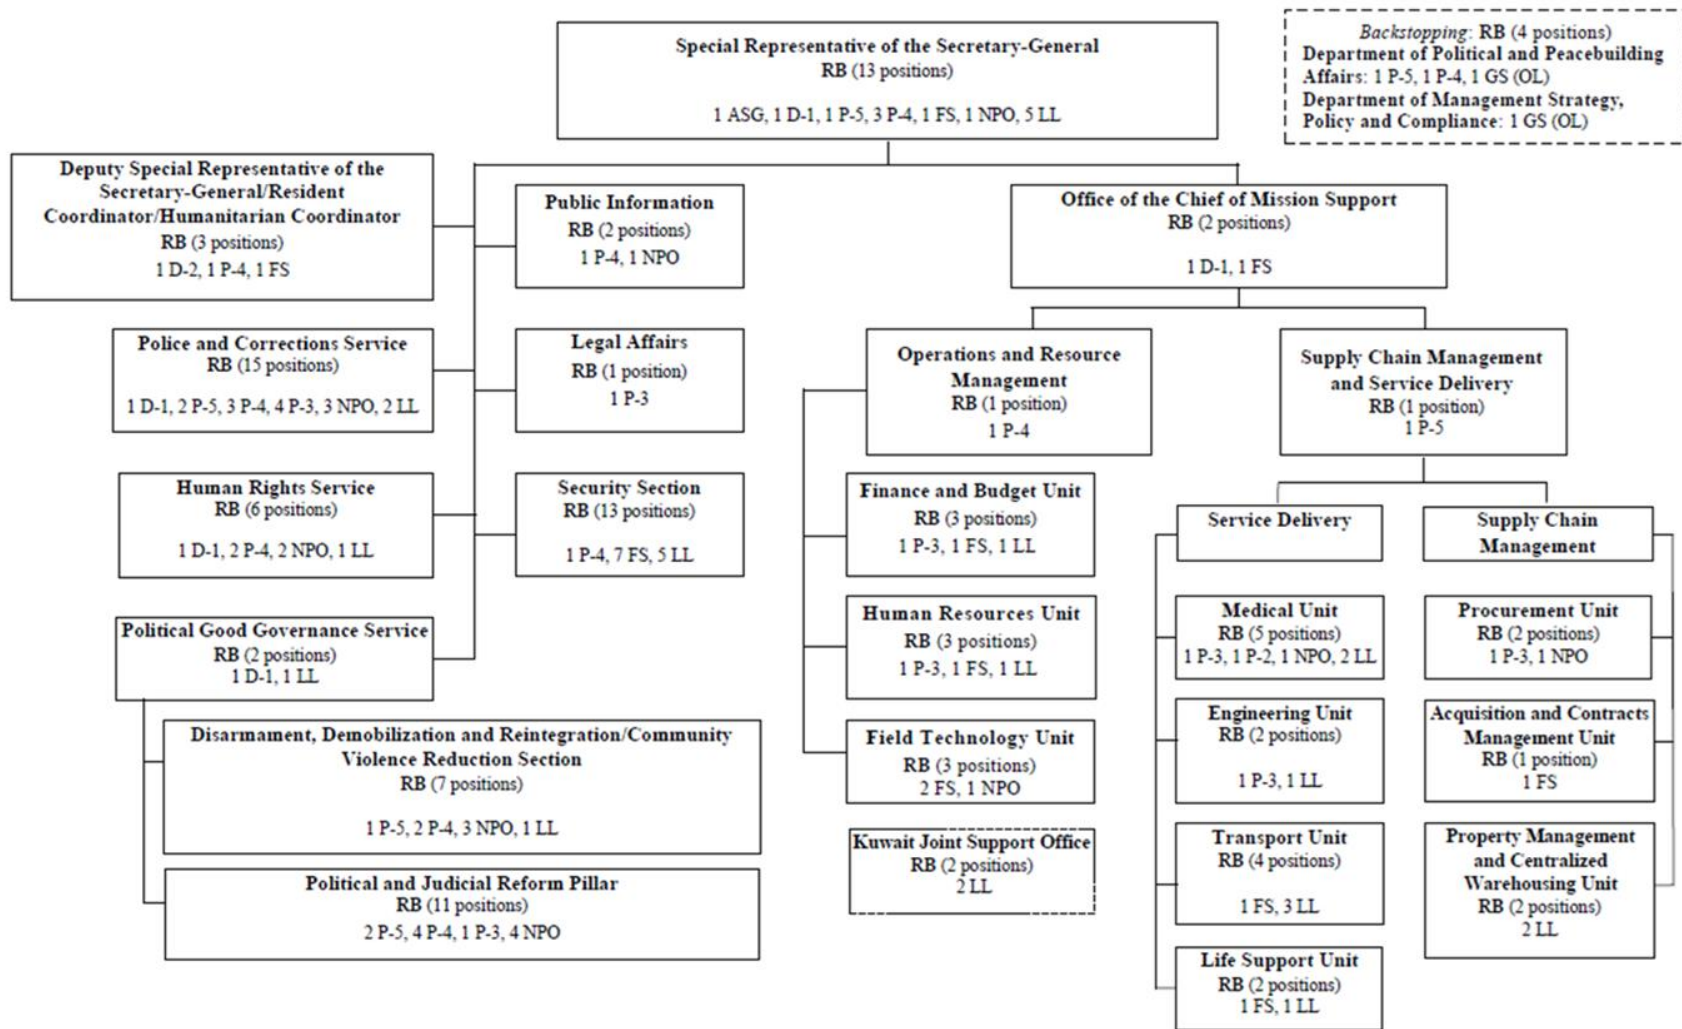 Special Representative of the Secretary-General
RB (13 positions)
1 ASG, 1 D-1, 1 P-5, 3 P-4, 1 FS, 1 NPO, 5 LL
Backstopping: RB (4 positions)
Department of Political and Peacebuilding
Affairs: 1 P-5, 1 P-4, 1 GS (OL)
Department of Management Strategy,
Policy and Compliance: 1 GS (OL)
Deputy Special Representative of the
Secretary-General/Resident
Coordinator/Humanitarian Coordinator
RB (3 positions)
1 D-2, 1 P-4, 1 FS
Public Information
RB (2 positions)
1 P-4, 1 NPO
Office of the Chief of Mission Support
RB (2 positions)
1 D-1, 1 FS
Police and Corrections Service
RB (15 positions)
1 D-1, 2 P-5, 3 P-4, 4 P-3, 3 NPO, 2 LL
Legal Affairs
RB (1 position)
1 P-3
Operations and Resource
Management
RB (1 position)
1 P-4
Supply Chain Management
and Service Delivery
RB (1 position)
1 P-5
Human Rights Service
RB (6 positions)
1 D-1, 2 P-4, 2 NPO, 1 LL
Security Section
RB (13 positions)
1 P-4, 7 FS, 5 LL
Finance and Budget Unit
RB (3 positions)
1 P-3, 1 FS, 1 LL
Service Delivery
Supply Chain
Management
Political Good Governance Service
RB (2 positions)
1 D-1, 1 LL
Human Resources Unit
RB (3 positions)
1 P-3, 1 FS, 1 LL
Medical Unit
RB (5 positions)
1 P-3, 1 P-2, 1 NPO, 2 LL
Procurement Unit
RB (2 positions)
1 P-3, 1 NPO
Disarmament, Demobilization and Reintegration/Community
Violence Reduction Section
RB (7 positions)
1 P-5, 2 P-4, 3 NPO, 1 LL
Field Technology Unit
RB (3 positions)
2 FS, 1 NPO
Engineering Unit
RB (2 positions)
1 P-3, 1 LL
Acquisition and Contracts
Management Unit
RB (1 position)
1 FS
Political and Judicial Reform Pillar
RB (11 positions)
2 P-5, 4 P-4, 1 P-3, 4 NPO
Kuwait Joint Support Office
RB (2 positions)
2 LL
Transport Unit
RB (4 positions)
1 FS, 3 LL
Property Management
and Centralized
Warehousing Unit
RB (2 positions)
2 LL
Life Support Unit
RB (2 positions)
1 FS, 1 LL